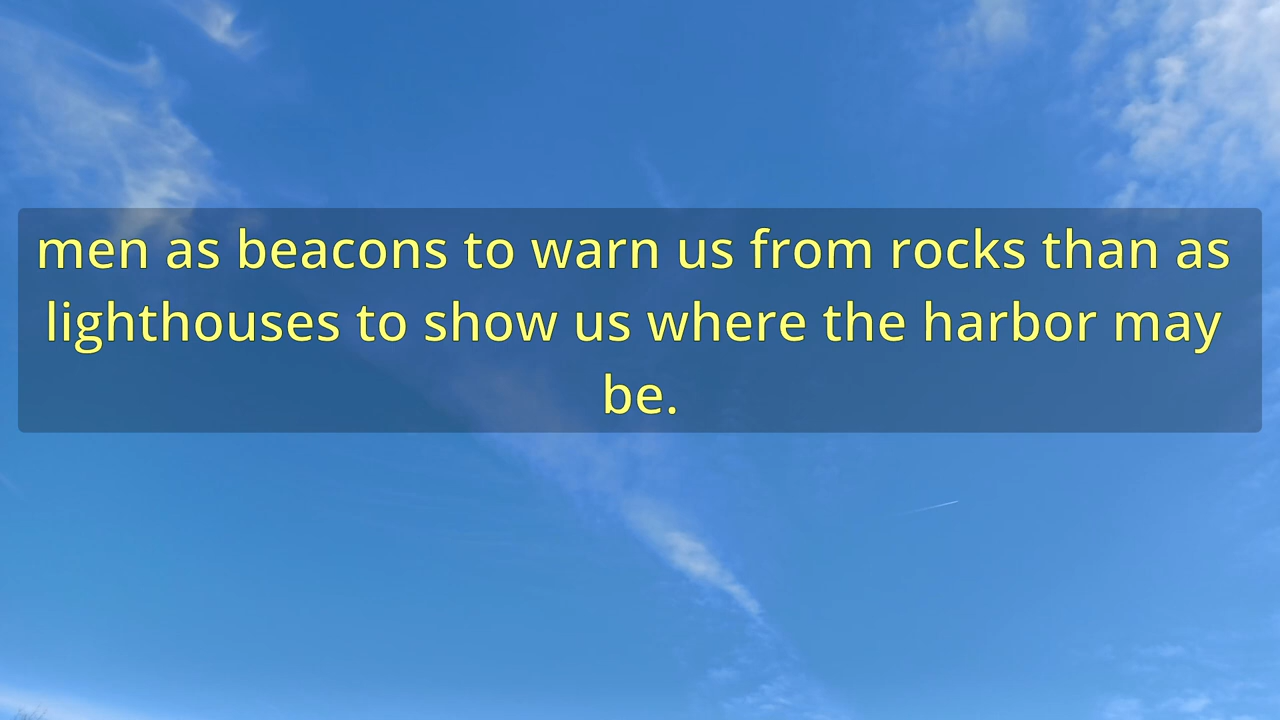 men as beacons to warn us from rocks than as
lighthouses to show us where the harbor may
be.